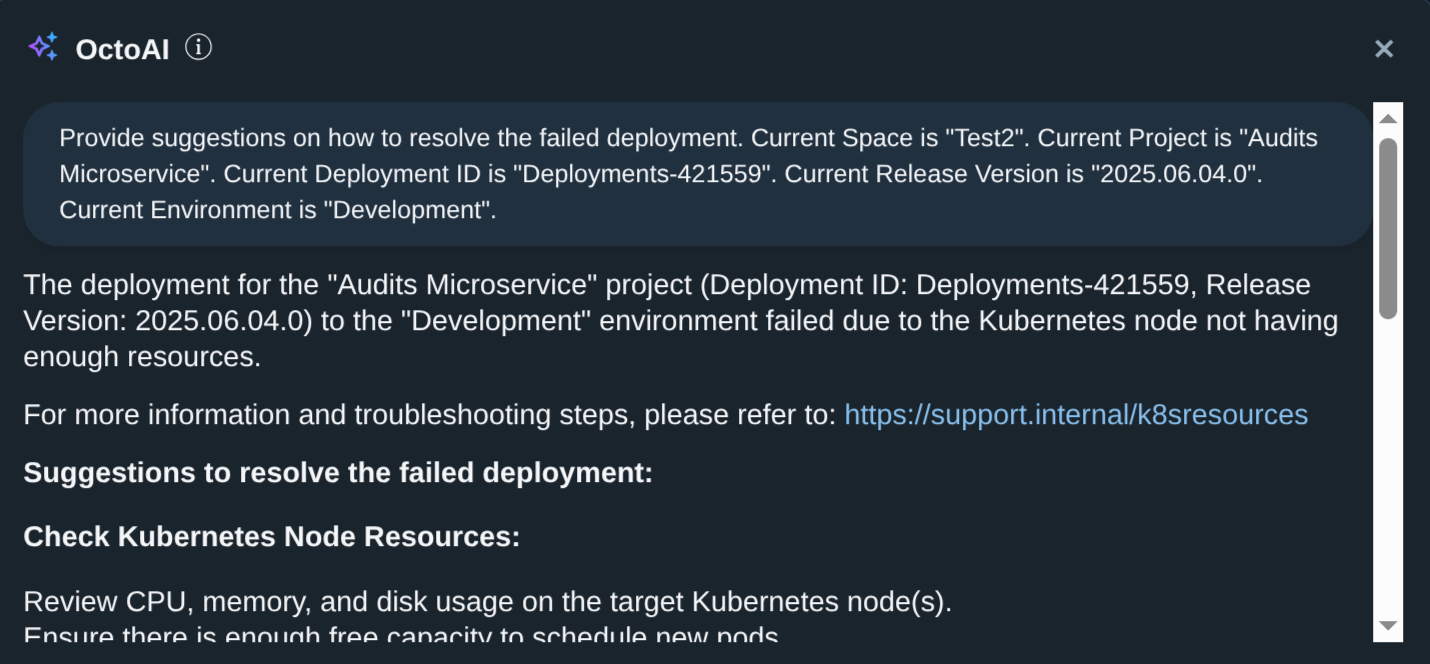 OctoAI
Provide suggestions on how to resolve the failed deployment. Current Space is "Test2". Current Project is "Audits
Microservice". Current Deployment ID is "Deployments-421559". Current Release Version is "2025.06.04.0".
Current Environment is "Development".
The deployment for the "Audits Microservice" project (Deployment ID: Deployments-421559, Release
Version: 2025.06.04.0) to the "Development" environment failed due to the Kubernetes node not having
enough resources.
For more information and troubleshooting steps, please refer to: https://support.internal/k8sresources
Suggestions to resolve the failed deployment:
Check Kubernetes Node Resources:
Review CPU, memory, and disk usage on the target Kubernetes node(s).
Ensure there is enough free capacity to schedule new pods